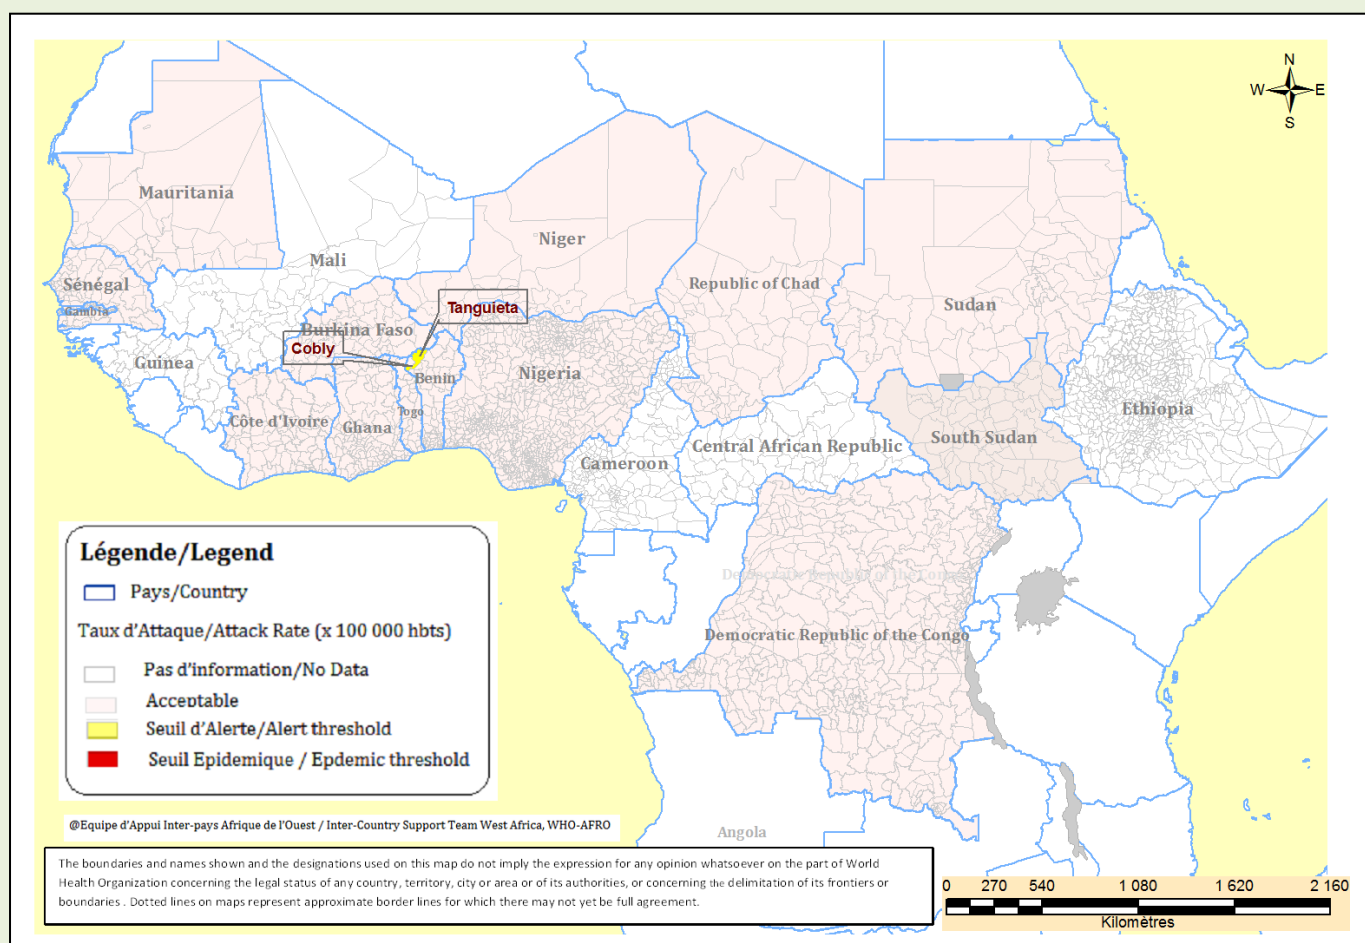 N
W E
S
Mauritania
Mali
Niger
Republic of Chad
Sudan
Sénégal
Gambia
Tanguieta
Burkina Faso
Cobly
Guinea
Benin
Nigeria
Togo
Côte d'Ivoire
Ghana
Ethiopia
South Sudan
Central African Republic
Cameroon
Democratic Republic of the Congo
Democratic Republic of the Congo
Angola
Légende/Legend
Pays/Country
Taux d'Attaque/Attack Rate (x 100 000 hbts)
Pas d'information/No Data
Acceptable
Seuil d'Alerte/Alert threshold
Seuil Epidemique / Epdemic threshold
@Equipe d'Appui Inter-pays Afrique de l'Ouest / Inter-Country Support Team West Africa, WHO-AFRO
The boundaries and names shown and the designations used on this map do not imply the expression for any opinion whatsoever on the part of World
Health Organization concerning the legal status of any country, territory, city or area or of its authorities, or concerning the delimitation of its frontiers or
boundaries . Dotted lines on maps represent approximate border lines for which there may not yet be full agreement.
0 270 540 1 080 1 620 2 160
Kilomètres